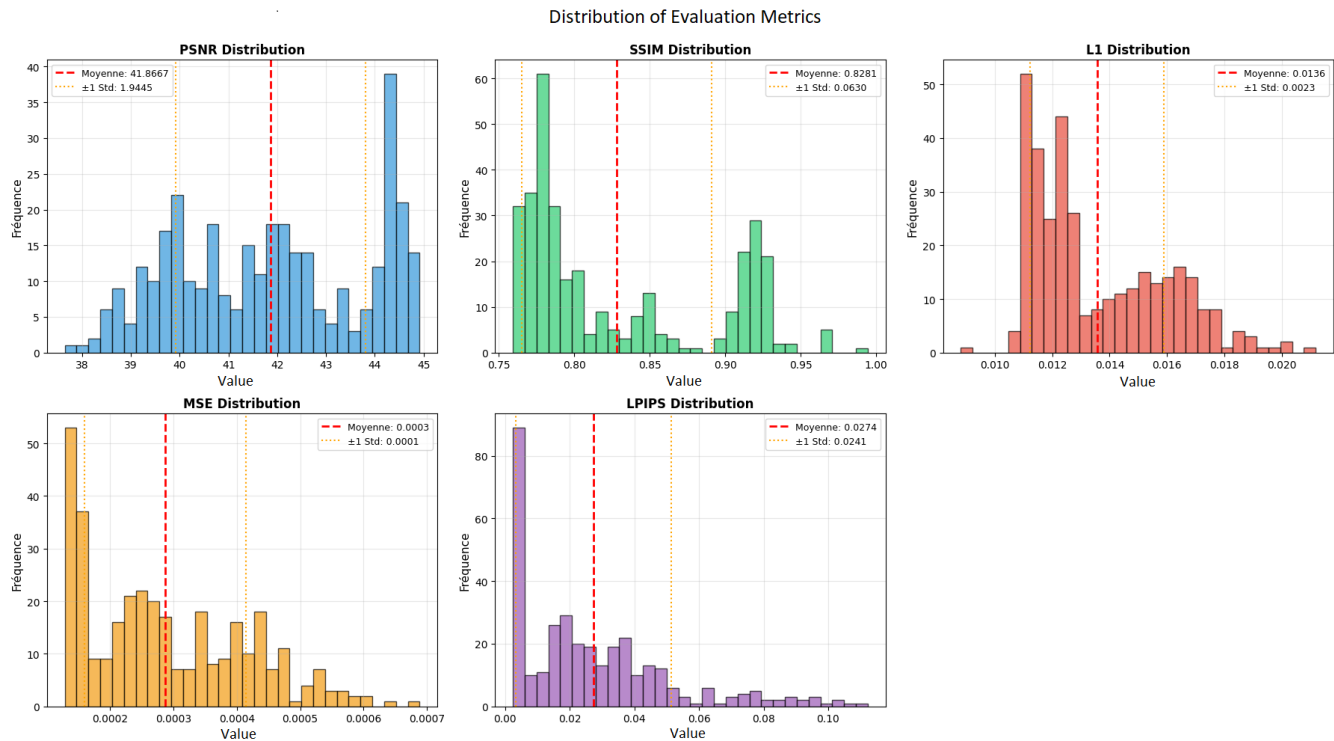 Distribution of Evaluation Metrics
PSNR Distribution
Moyenne: 41.8667
±1 Std: 1.9445
Fréquence
40
35
30
25
20
15
10
5
0
38 39 40 41 42 43 44 45
Value
SSIM Distribution
Moyenne: 0.8281
±1 Std: 0.0630
Fréquence
60
50
40
30
20
10
0
0.75 0.80 0.85 0.90 0.95 1.00
Value
L1 Distribution
Moyenne: 0.0136
±1 Std: 0.0023
Fréquence
50
40
30
20
10
0
0.010 0.012 0.014 0.016 0.018 0.020
Value
MSE Distribution
Moyenne: 0.0003
±1 Std: 0.0001
Fréquence
50
40
30
20
10
0
0.0002 0.0003 0.0004 0.0005 0.0006 0.0007
Value
LPIPS Distribution
Moyenne: 0.0274
±1 Std: 0.0241
Fréquence
80
60
40
20
0
0.00 0.02 0.04 0.06 0.08 0.10
Value